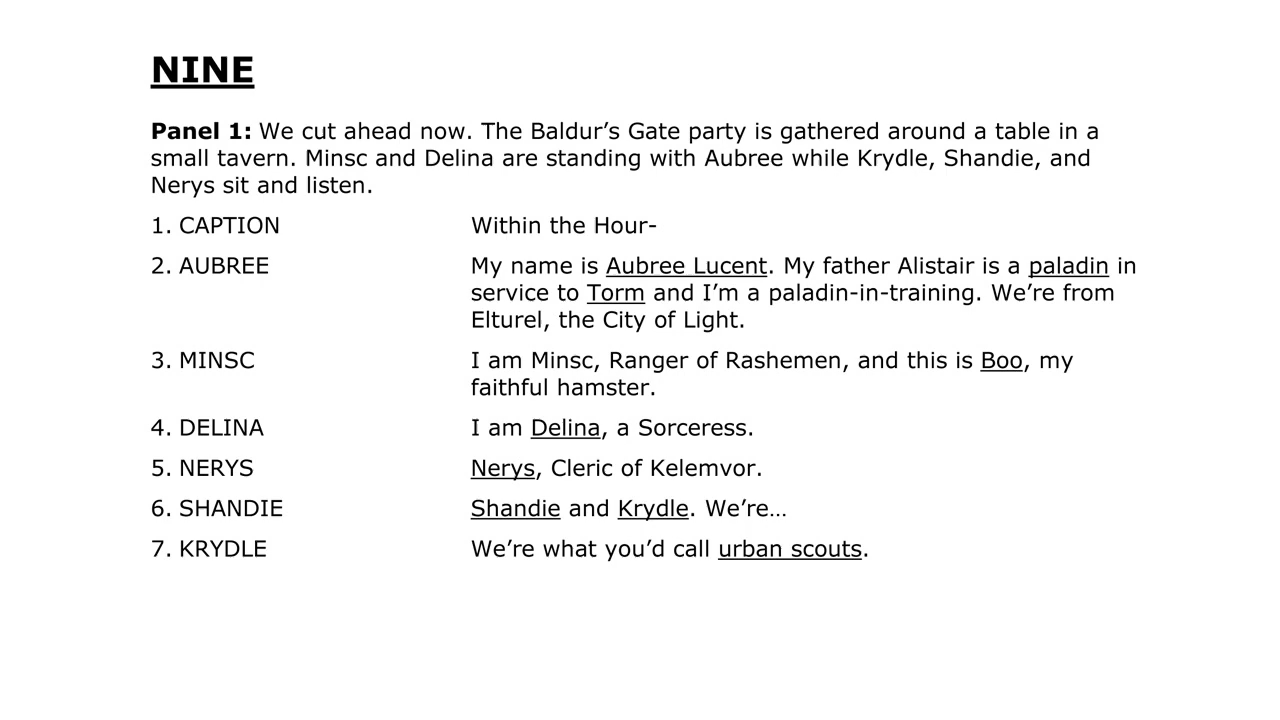 NINE
Panel 1: We cut ahead now. The Baldur’s Gate party is gathered around a table in a
small tavern. Minsc and Delina are standing with Aubree while Krydle, Shandie, and
Nerys sit and listen.
1. CAPTION Within the Hour-
2. AUBREE My name is Aubree Lucent. My father Alistair is a paladin in
service to Torm and I’m a paladin-in-training. We’re from
Elturel, the City of Light.
3. MINSC I am Minsc, Ranger of Rashemen, and this is Boo, my
faithful hamster.
4. DELINA I am Delina, a Sorceress.
5. NERYS Nerys, Cleric of Kelemvor.
6. SHANDIE Shandie and Krydle. We’re…
7. KRYDLE We’re what you’d call urban scouts.